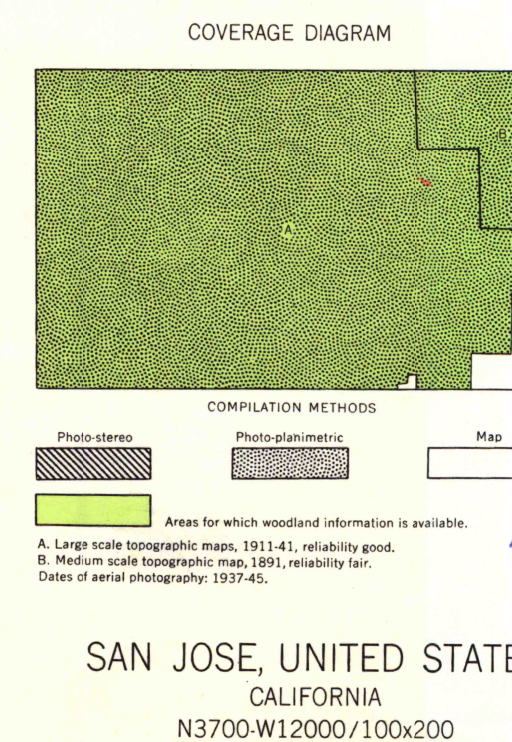 COVERAGE DIAGRAM
B
A
COMPILATION METHODS
Photo-stereo Photo-planimetric Map
Areas for which woodland information is available.
A. Large scale topographic maps, 1911-41, reliability good.
B. Medium scale topographic map, 1891, reliability fair.
Dates of aerial photography: 1937-45.
SAN JOSE, UNITED STATE
CALIFORNIA
N3700-W12000/100x200